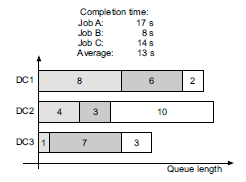 Completion time:
Job A: 17 s
Job B: 8 s
Job C: 14 s
Average: 13 s
DC1 8 6 2
DC2 4 3 10
DC3 1 7 3
Queue length